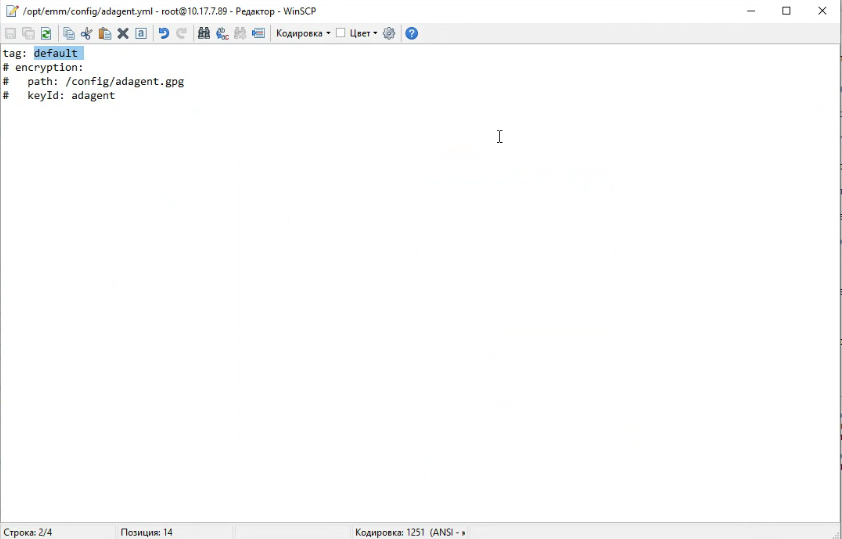 /opt/emm/config/adagent.yml - root@10.17.7.89 - Редактор - WinSCP
Кодировка Цвет
tag: default
# encryption:
#   path: /config/adagent.gpg
#   keyId: adagent
Строка: 2/4 Позиция: 14 Кодировка: 1251 (ANSI -